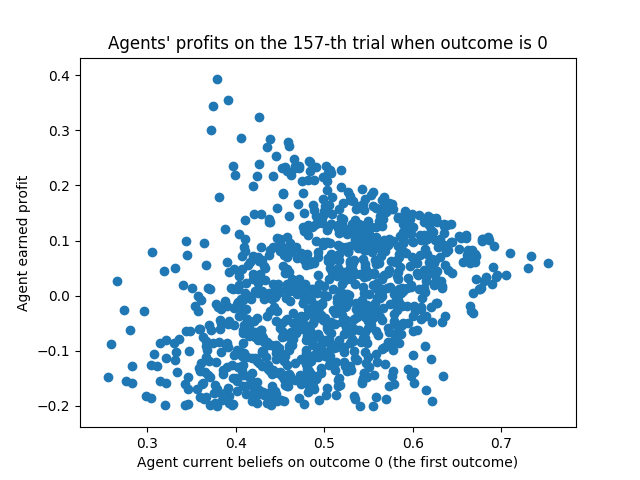 Agents' profits on the 157-th trial when outcome is 0
0.4
0.3
0.2
0.1
0.0
−0.1
−0.2
Agent earned profit
0.3 0.4 0.5 0.6 0.7
Agent current beliefs on outcome 0 (the first outcome)